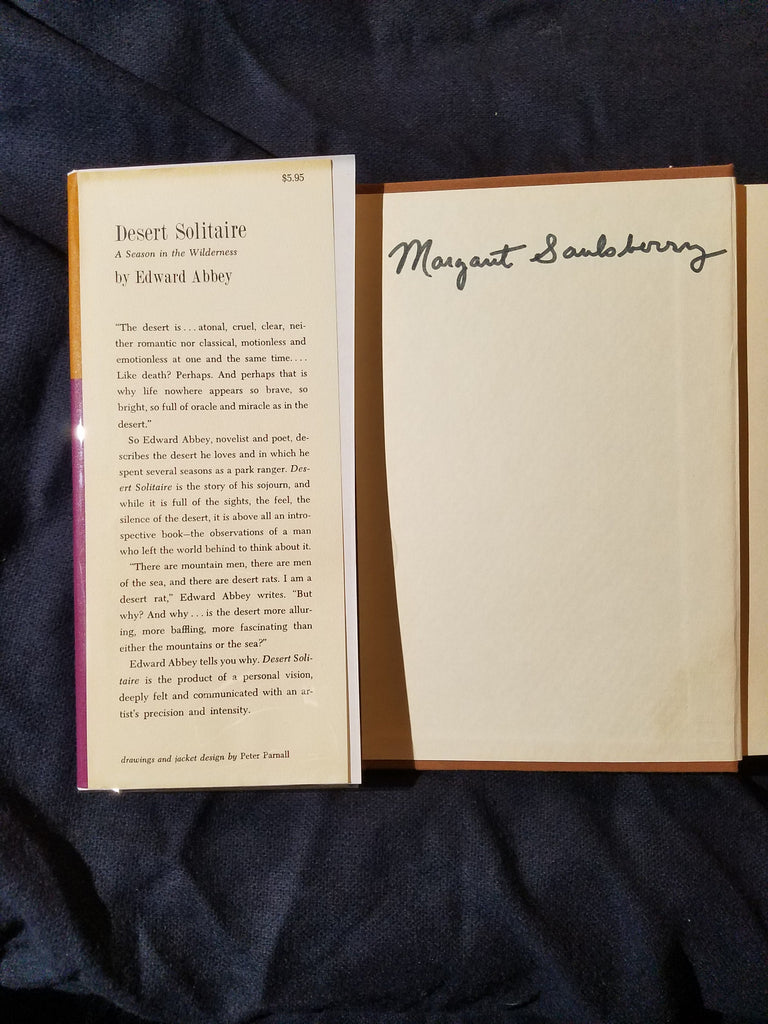 $5.95
Desert Solitaire
A Season in the Wilderness
by Edward Abbey
"The desert is . . . atonal, cruel, clear, nei-
ther romantic nor classical, motionless and
emotionless at one and the same time. . . .
Like death? Perhaps. And perhaps that is
why life nowhere appears so brave, so
bright, so full of oracle and miracle as in the
desert."
So Edward Abbey, novelist and poet, de-
scribes the desert he loves and in which he
spent several seasons as a park ranger. Des-
ert Solitaire is the story of his sojourn, and
while it is full of the sights, the feel, the
silence of the desert, it is above all an intro-
spective book—the observations of a man
who left the world behind to think about it.
"There are mountain men, there are men
of the sea, and there are desert rats. I am a
desert rat," Edward Abbey writes. "But
why? And why . . . is the desert more allur-
ing, more baffling, more fascinating than
either the mountains or the sea?"
Edward Abbey tells you why. Desert Soli-
taire is the product of a personal vision,
deeply felt and communicated with an ar-
tist's precision and intensity.
drawings and jacket design by Peter Parnall
Margaut Saulsberry